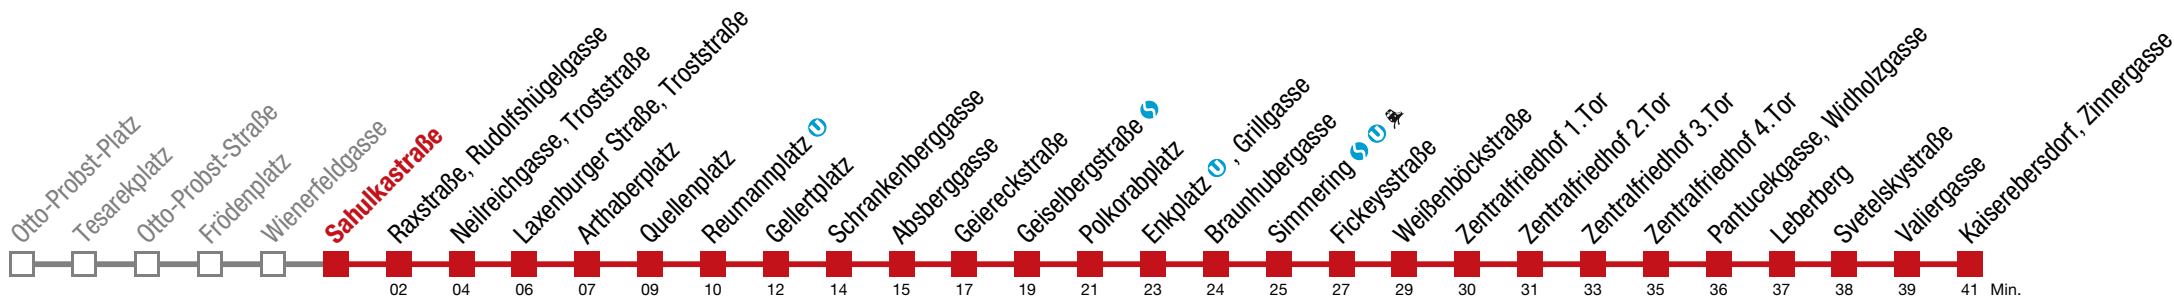 Otto-Probst-Platz
Tesarekplatz
Otto-Probst-Straße
Frödenplatz
Wienerfeldgasse
Sahulkastraße
Raxstraße, Rudolfshügelgasse
Neilreichgasse, Troststraße
Laxenburger Straße, Troststraße
Arthaberplatz
Quellenplatz
Reumannplatz U
Gellertplatz
Schrankenberggasse
Absberggasse
Geiereckstraße
Geiselbergstraße S
Polkorabplatz
Enkplatz U , Grillgasse
Braunhubergasse
Simmering S U
Fickeysstraße
Weißenböckstraße
Zentralfriedhof 1.Tor
Zentralfriedhof 2.Tor
Zentralfriedhof 3.Tor
Zentralfriedhof 4.Tor
Pantucekgasse, Widholzgasse
Leberberg
Svetelskystraße
Valiergasse
Kaiserebersdorf, Zinnergasse
02 04 06 07 09 10 12 14 15 17 19 21 23 24 25 27 29 30 31 33 35 36 37 38 39 41 Min.